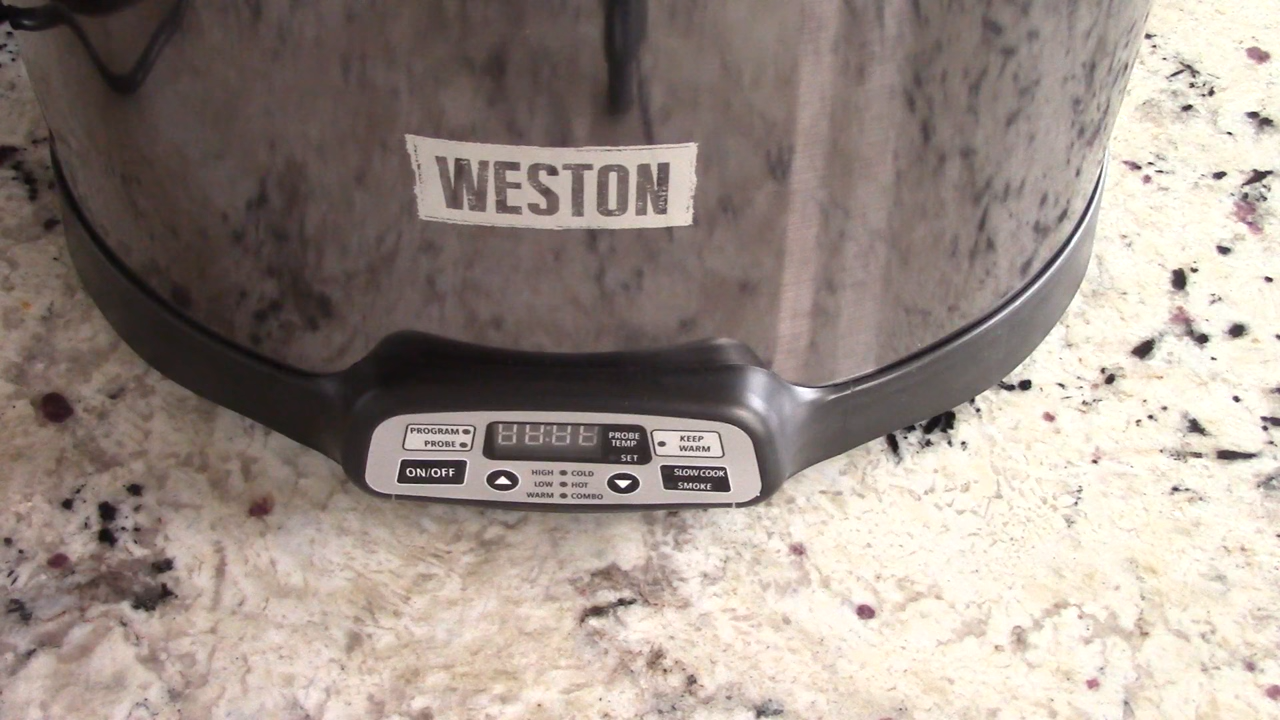 WESTON
PROGRAM
PROBE
ON/OFF
PROBE
TEMP
SET
HIGH COLD
LOW HOT
WARM COMBO
KEEP
WARM
SLOW COOK
SMOKE